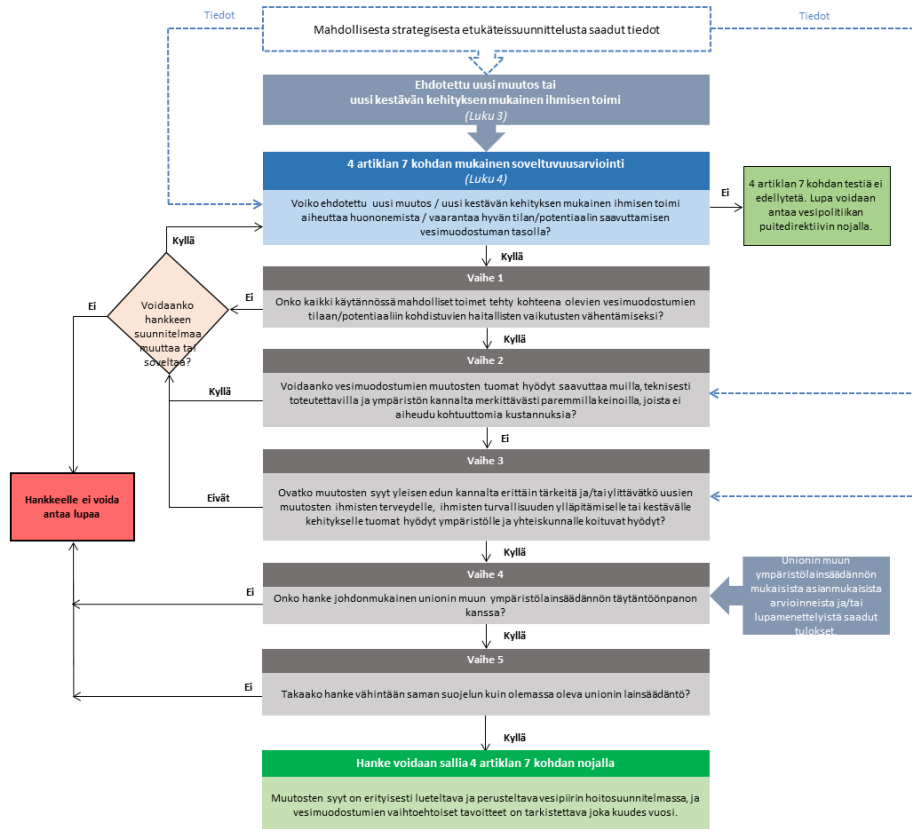 Tiedot
Mahdollisesta strategisesta etukäteissuunnittelusta saadut tiedot
Tiedot
Ehdotettu uusi muutos tai
uusi kestävän kehityksen mukainen ihmisen toimi
(Luku 3)
4 artiklan 7 kohdan mukainen soveltuvuusarviointi
(Luku 4)
Voiko ehdotettu uusi muutos / uusi kestävän kehityksen mukainen ihmisen toimi
aiheuttaa huononemista / vaarantaa hyvän tilan/potentiaalin saavuttamisen
vesimuodostuman tasolla?
Ei
4 artiklan 7 kohdan testiä ei
edellytetä. Lupa voidaan
antaa vesipolitiikan
puitedirektiivin nojalla.
Kyllä
Kyllä
Vaihe 1
Onko kaikki käytännössä mahdolliset toimet tehty kohteena olevien vesimuodostumien
tilaan/potentiaaliin kohdistuvien haitallisten vaikutusten vähentämiseksi?
Ei
Ei
Voidaanko
hankkeen
suunnitelmaa
muuttaa tai
soveltaa?
Kyllä
Vaihe 2
Voidaanko vesimuodostumien muutosten tuomat hyödyt saavuttaa muilla, teknisesti
toteutettavilla ja ympäristön kannalta merkittävästi paremmilla keinoilla, joista ei
aiheudu kohtuuttomia kustannuksia?
Kyllä
Ei
Vaihe 3
Ovatko muutosten syyt yleisen edun kannalta erittäin tärkeitä ja/tai ylittävätkö uusien
muutosten ihmisten terveydelle, ihmisten turvallisuuden ylläpitämiselle tai kestävälle
kehitykselle tuomat hyödyt ympäristölle ja yhteiskunnalle koituvat hyödyt?
Eivät
Hankkeelle ei voida
antaa lupaa
Kyllä
Vaihe 4
Onko hanke johdonmukainen unionin muun ympäristölainsäädännön täytäntöönpanon
kanssa?
Ei
Unionin muun
ympäristölainsäädännön
mukaisista asianmukaisista
arvioinneista ja/tai
lupamenettelyistä saadut
tulokset.
Kyllä
Vaihe 5
Takaako hanke vähintään saman suojelun kuin olemassa oleva unionin lainsäädäntö?
Ei
Kyllä
Hanke voidaan sallia 4 artiklan 7 kohdan nojalla
Muutosten syyt on erityisesti lueteltava ja perusteltava vesipiirin hoitosuunnitelmassa, ja
vesimuodostumien vaihtoehtoiset tavoitteet on tarkistettava joka kuudes vuosi.